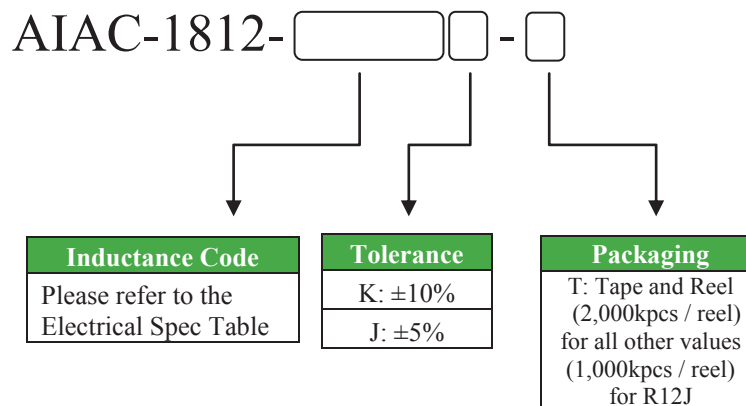 AIAC-1812- -
Inductance Code
Please refer to the
Electrical Spec Table
Tolerance
K: ±10%
J: ±5%
Packaging
T: Tape and Reel
(2,000kpcs / reel)
for all other values
(1,000kpcs / reel)
for R12J